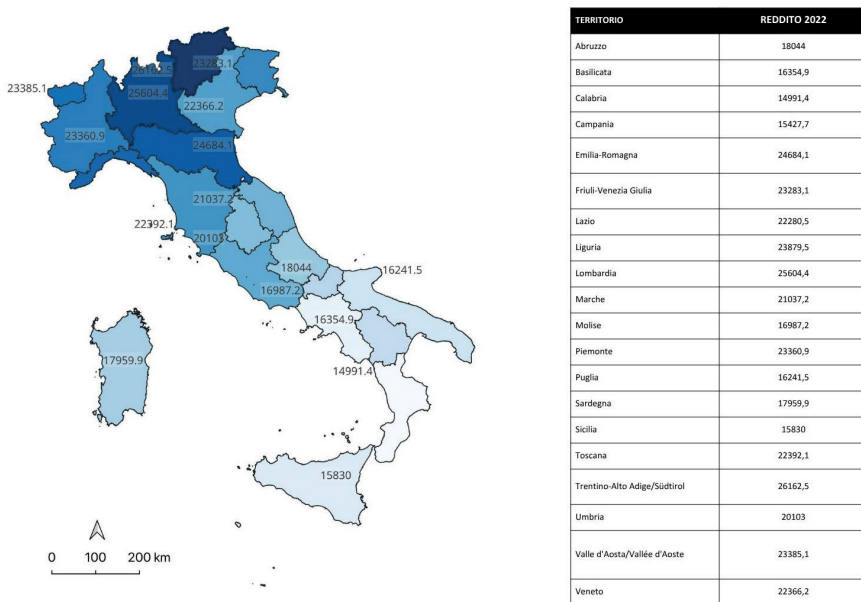 23283.1
26162.5
23385.1
25604.4
22366.2
23360.9
24684.1
21037.2
22392.1
20103
18044
16241.5
16987.2
16354.9
17959.9
14991.4
15830
0 100 200 km
TERRITORIO REDDITO 2022
Abruzzo 18044
Basilicata 16354,9
Calabria 14991,4
Campania 15427,7
Emilia-Romagna 24684,1
Friuli-Venezia Giulia 23283,1
Lazio 22280,5
Liguria 23879,5
Lombardia 25604,4
Marche 21037,2
Molise 16987,2
Piemonte 23360,9
Puglia 16241,5
Sardegna 17959,9
Sicilia 15830
Toscana 22392,1
Trentino-Alto Adige/Südtirol 26162,5
Umbria 20103
Valle d'Aosta/Vallée d'Aoste 23385,1
Veneto 22366,2